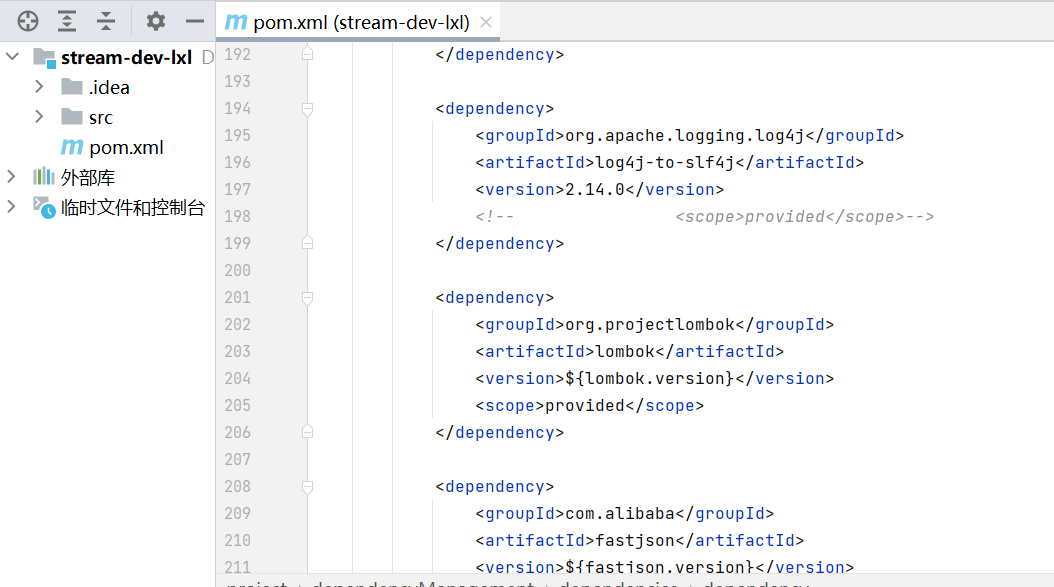 pom.xml (stream-dev-lxl)
stream-dev-lxl D
.idea
src
pom.xml
外部库
临时文件和控制台
192 </dependency>
193
194 <dependency>
195 <groupId>org.apache.logging.log4j</groupId>
196 <artifactId>log4j-to-slf4j</artifactId>
197 <version>2.14.0</version>
198 <!-- <scope>provided</scope>-->
199 </dependency>
200
201 <dependency>
202 <groupId>org.projectlombok</groupId>
203 <artifactId>lombok</artifactId>
204 <version>${lombok.version}</version>
205 <scope>provided</scope>
206 </dependency>
207
208 <dependency>
209 <groupId>com.alibaba</groupId>
210 <artifactId>fastjson</artifactId>
211 <version>${fastjson.version}</version>
project › dependencyManagement › dependencies › dependency